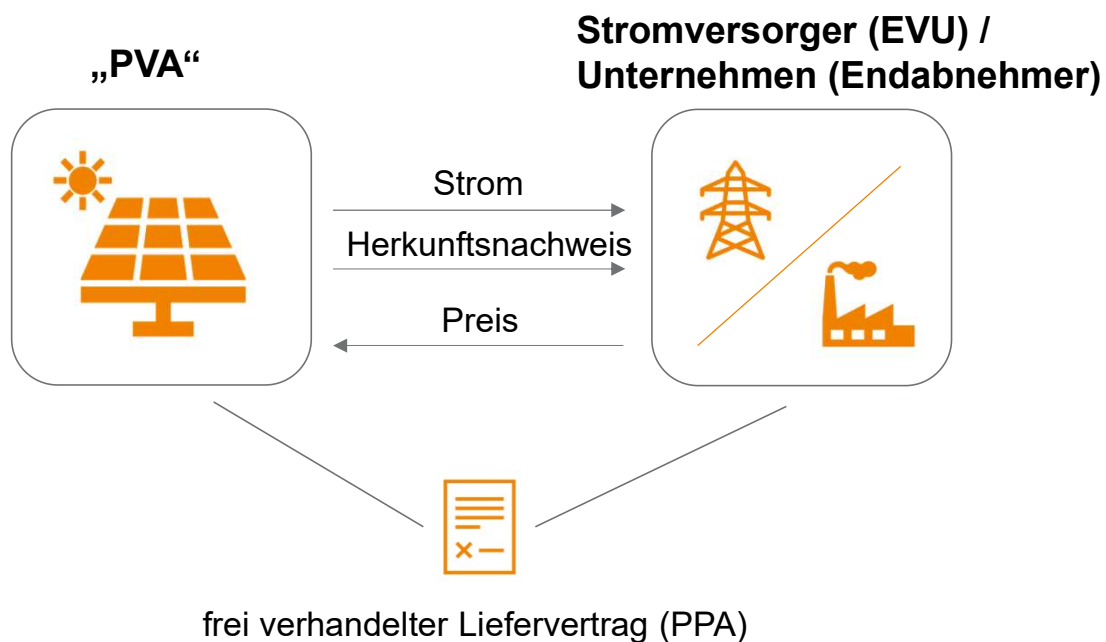 „PVA“
Stromversorger (EVU) /
Unternehmen (Endabnehmer)
Strom
Herkunftsnachweis
Preis
frei verhandelter Liefervertrag (PPA)